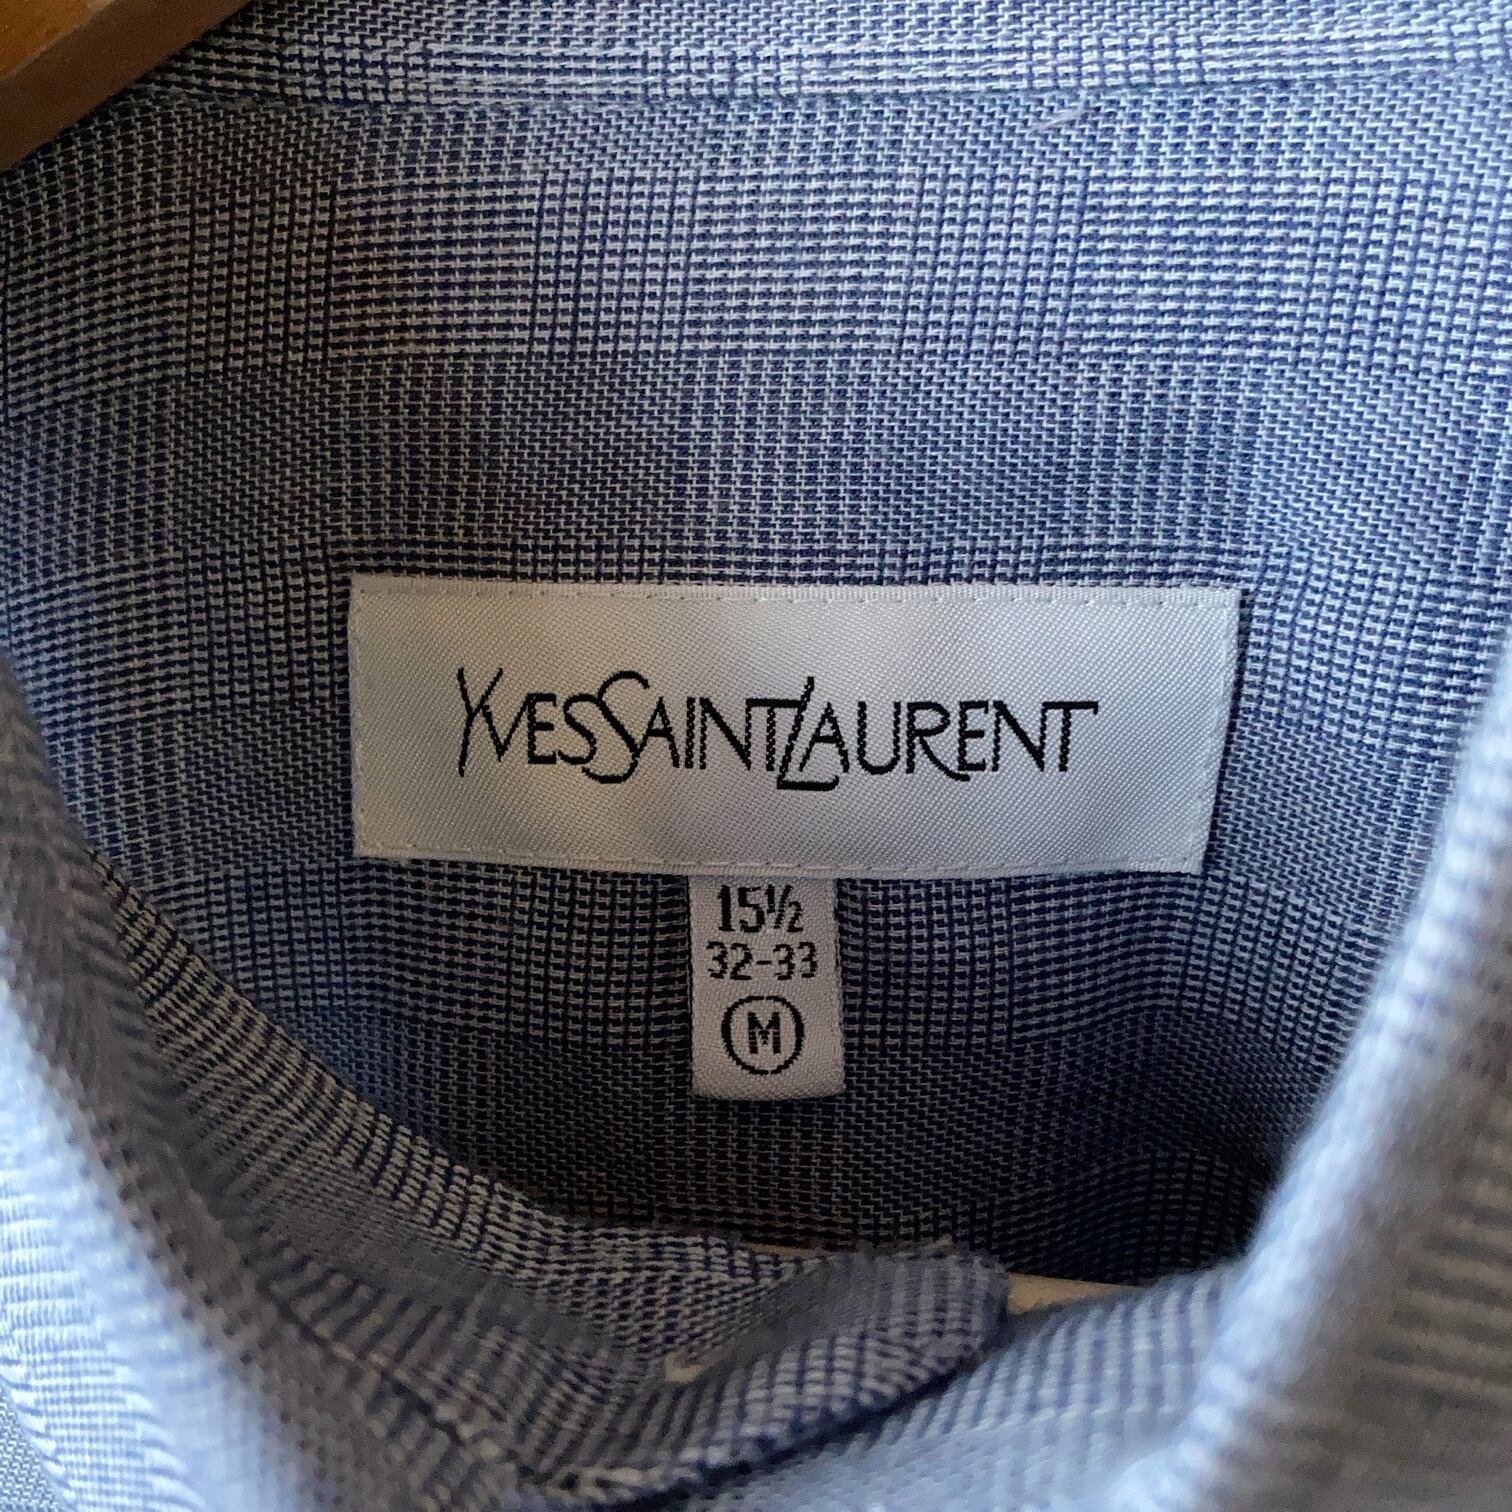 YVESSAINTLAURENT
15½
32-33
M